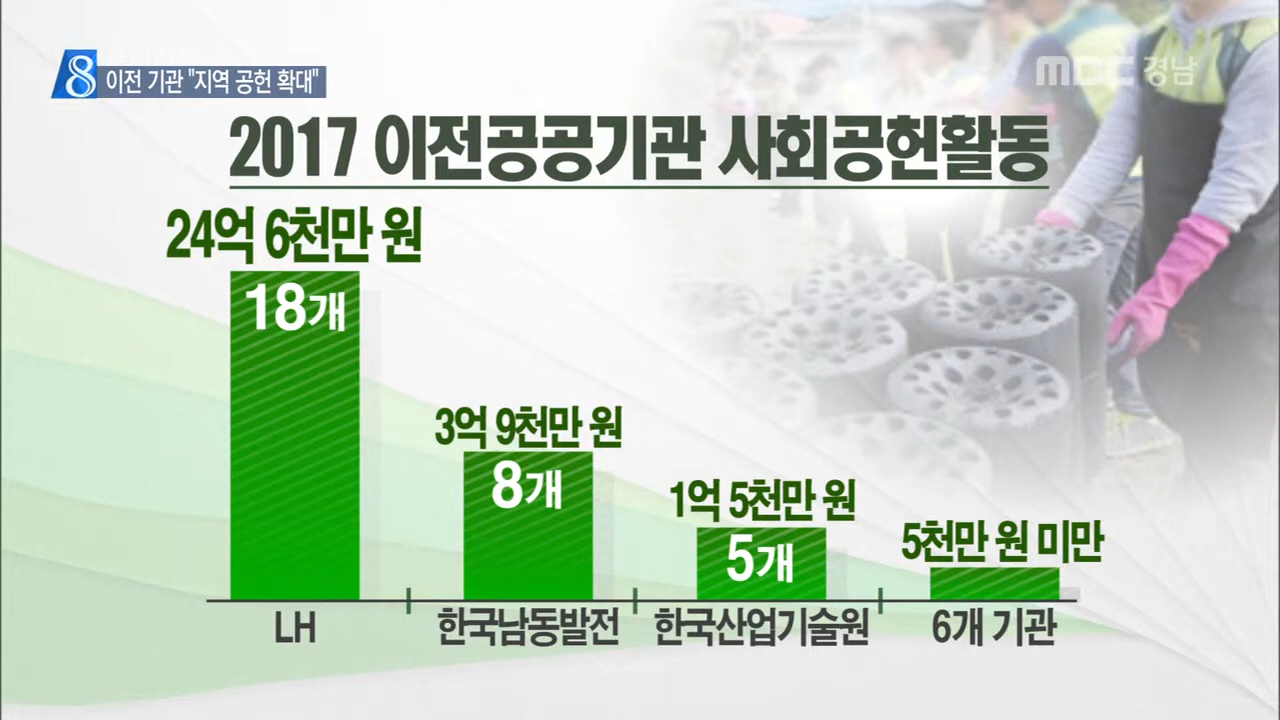 8 이전 기관 "지역 공헌 확대"
MBC 경남
2017 이전공공기관 사회공헌활동
24억 6천만 원
18개
3억 9천만 원
8개
1억 5천만 원
5개
5천만 원 미만
LH
한국남동발전
한국산업기술원
6개 기관